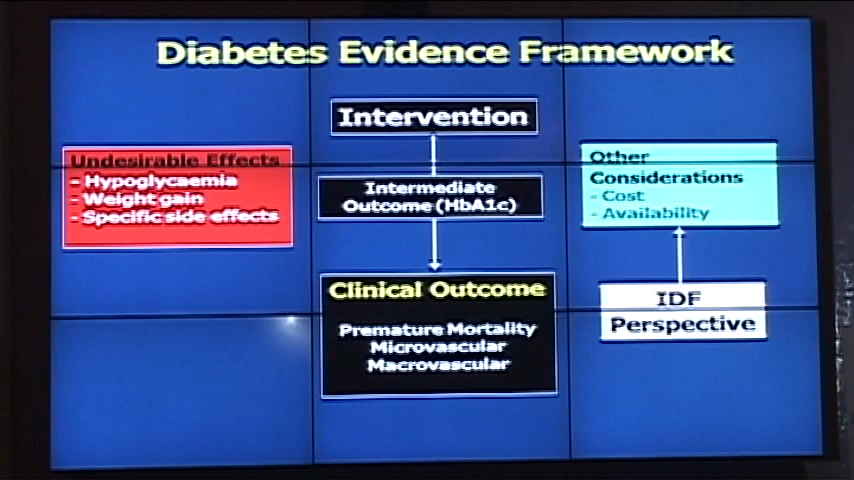 Diabetes Evidence Framework
Intervention
Undesirable Effects
- Hypoglycaemia
- Weight gain
- Specific side effects
Intermediate
Outcome (HbA1c)
Other
Considerations
- Cost
- Availability
Clinical Outcome
Premature Mortality
Microvascular
Macrovascular
IDF
Perspective